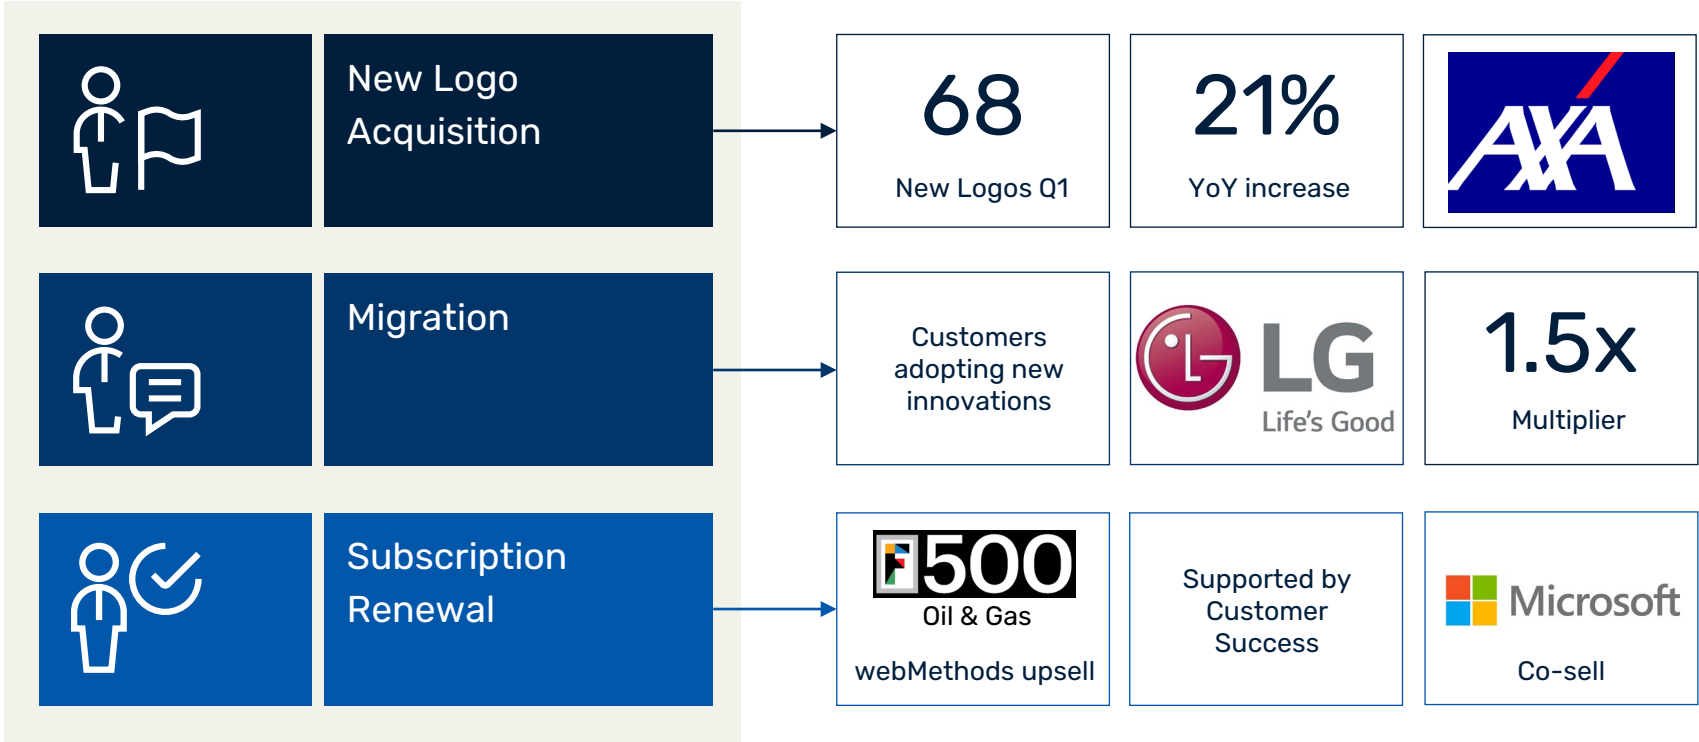 New Logo
Acquisition
68
New Logos Q1
21%
YoY increase
AXA
Migration
Customers
adopting new
innovations
LG
Life's Good
1.5x
Multiplier
Subscription
Renewal
F500
Oil & Gas
webMethods upsell
Supported by
Customer
Success
Microsoft
Co-sell